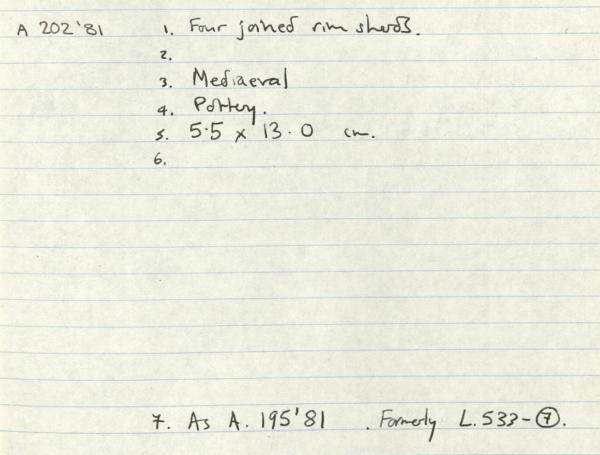 A 202'81 1. Four joined rim sherds.
2.
3. Mediaeval
4. Pottery.
5. 5.5 x 13.0 cm.
6.
7. As A. 195'81 . Formerly L.533-⑦.